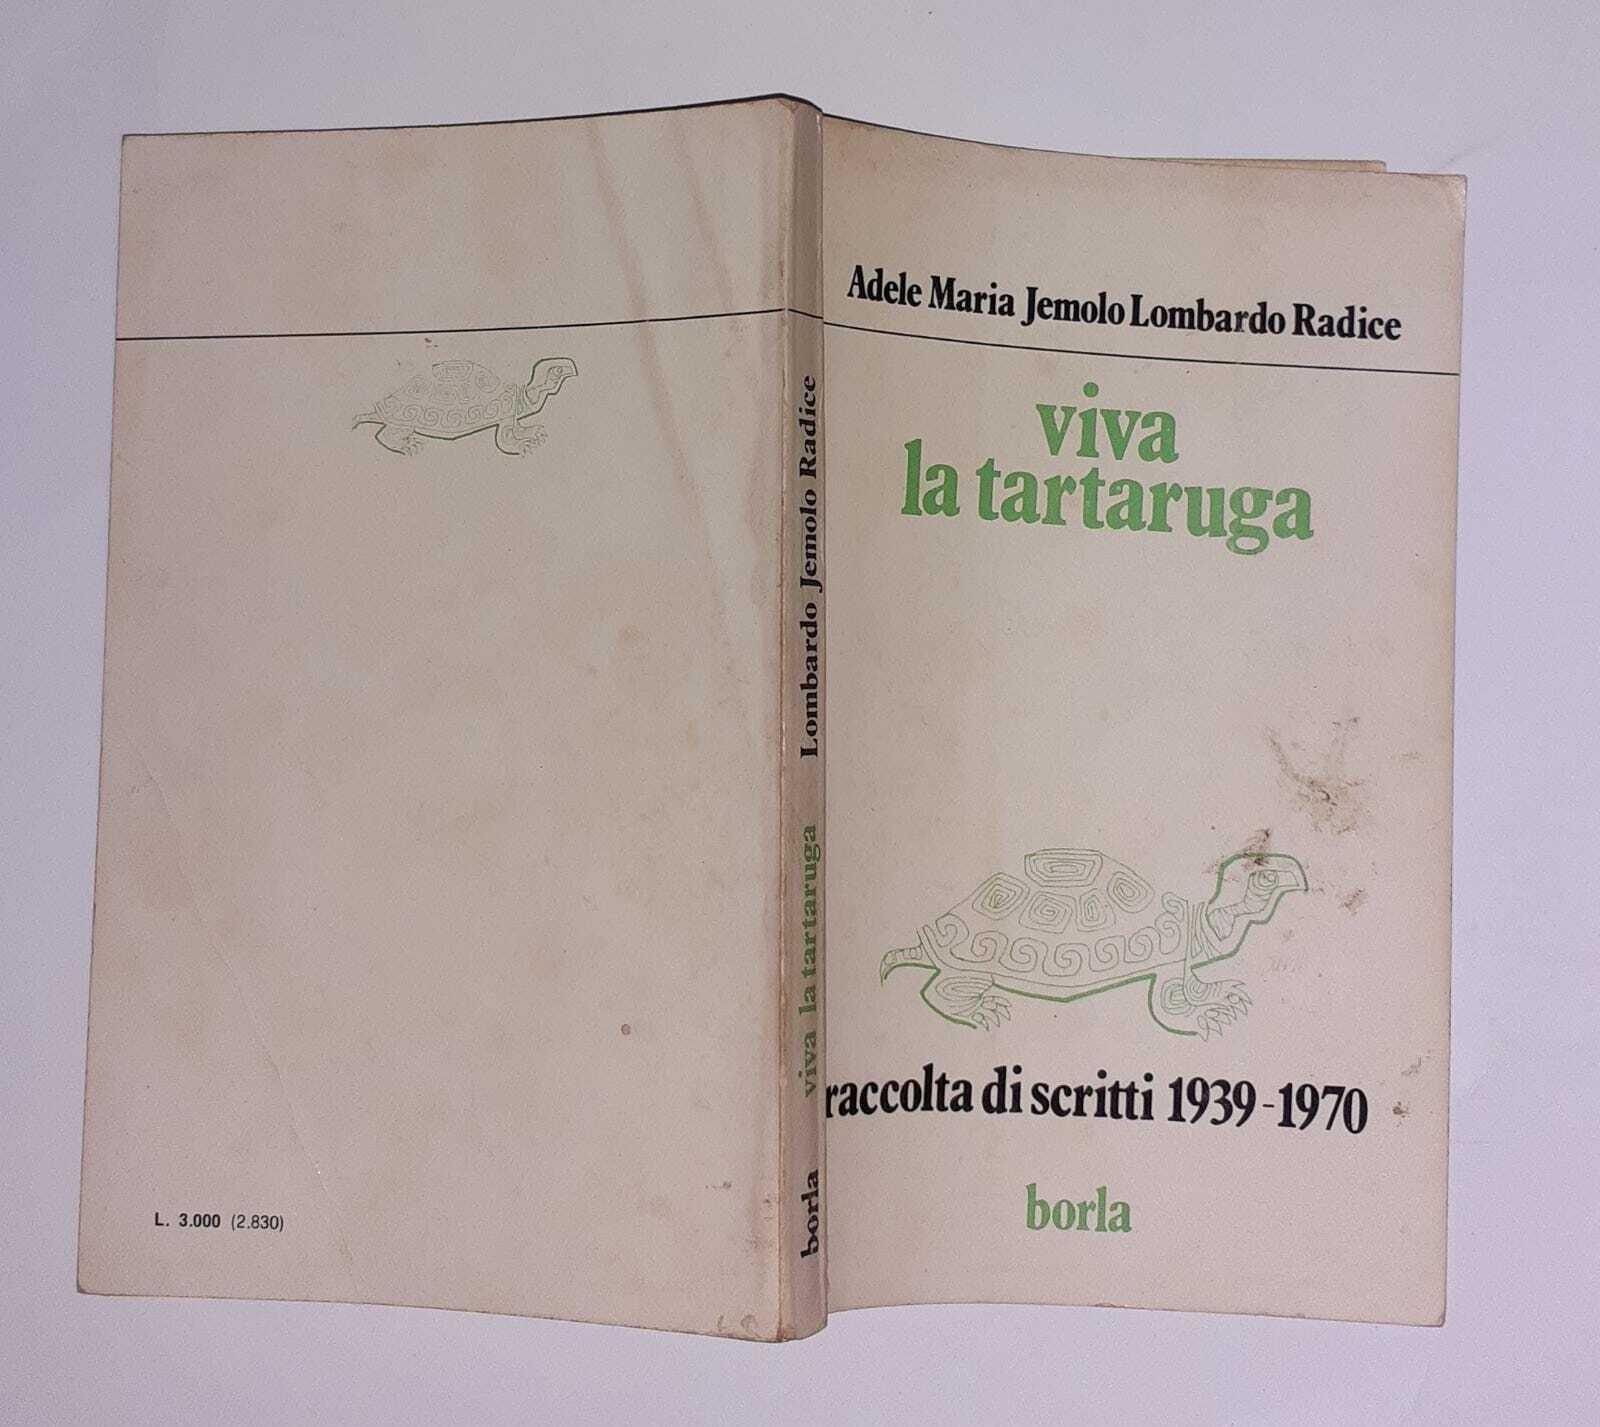 Adele Maria Jemolo Lombardo Radice
viva
la tartaruga
raccolta di scritti 1939-1970
borla
borla viva la tartaruga Lombardo Jemolo Radice
L. 3.000 (2.830)